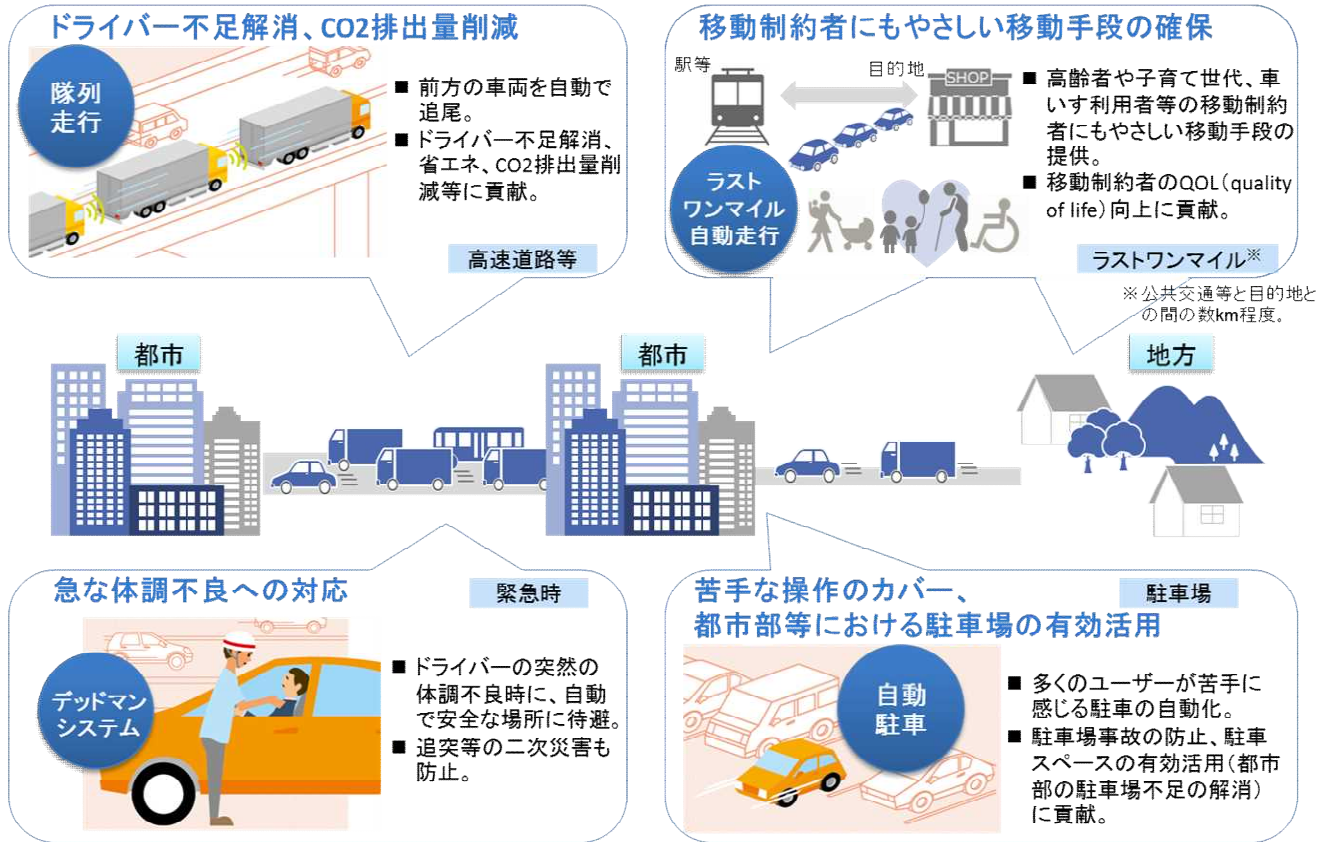 ドライバー不足解消、CO2排出量削減
隊列
走行
■ 前方の車両を自動で
追尾。
■ ドライバー不足解消、
省エネ、CO2排出量削
減等に貢献。
高速道路等
移動制約者にもやさしい移動手段の確保
駅等
目的地
SHOP
ラスト
ワンマイル
自動走行
■ 高齢者や子育て世代、車
いす利用者等の移動制約
者にもやさしい移動手段の
提供。
■ 移動制約者のQOL(quality
of life)向上に貢献。
ラストワンマイル※
※公共交通等と目的地と
の間の数km程度。
都市
都市
地方
急な体調不良への対応
緊急時
デッドマン
システム
■ ドライバーの突然の
体調不良時に、自動
で安全な場所に待避。
■ 追突等の二次災害も
防止。
苦手な操作のカバー、
都市部等における駐車場の有効活用
駐車場
自動
駐車
■ 多くのユーザーが苦手に
感じる駐車の自動化。
■ 駐車場事故の防止、駐車
スペースの有効活用(都市
部の駐車場不足の解消)
に貢献。